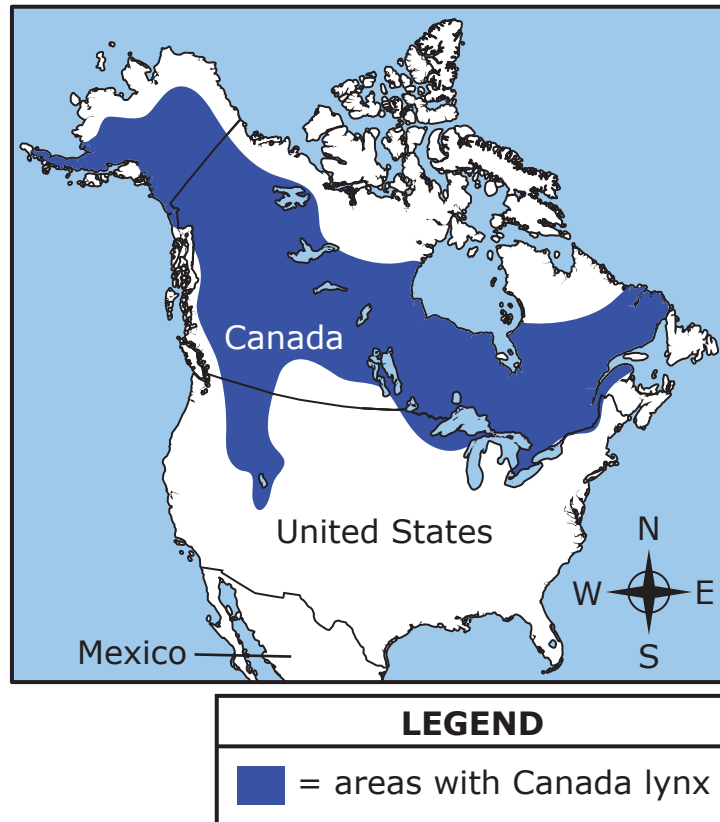 Canada
United States
N
W E
S
Mexico
LEGEND
= areas with Canada lynx